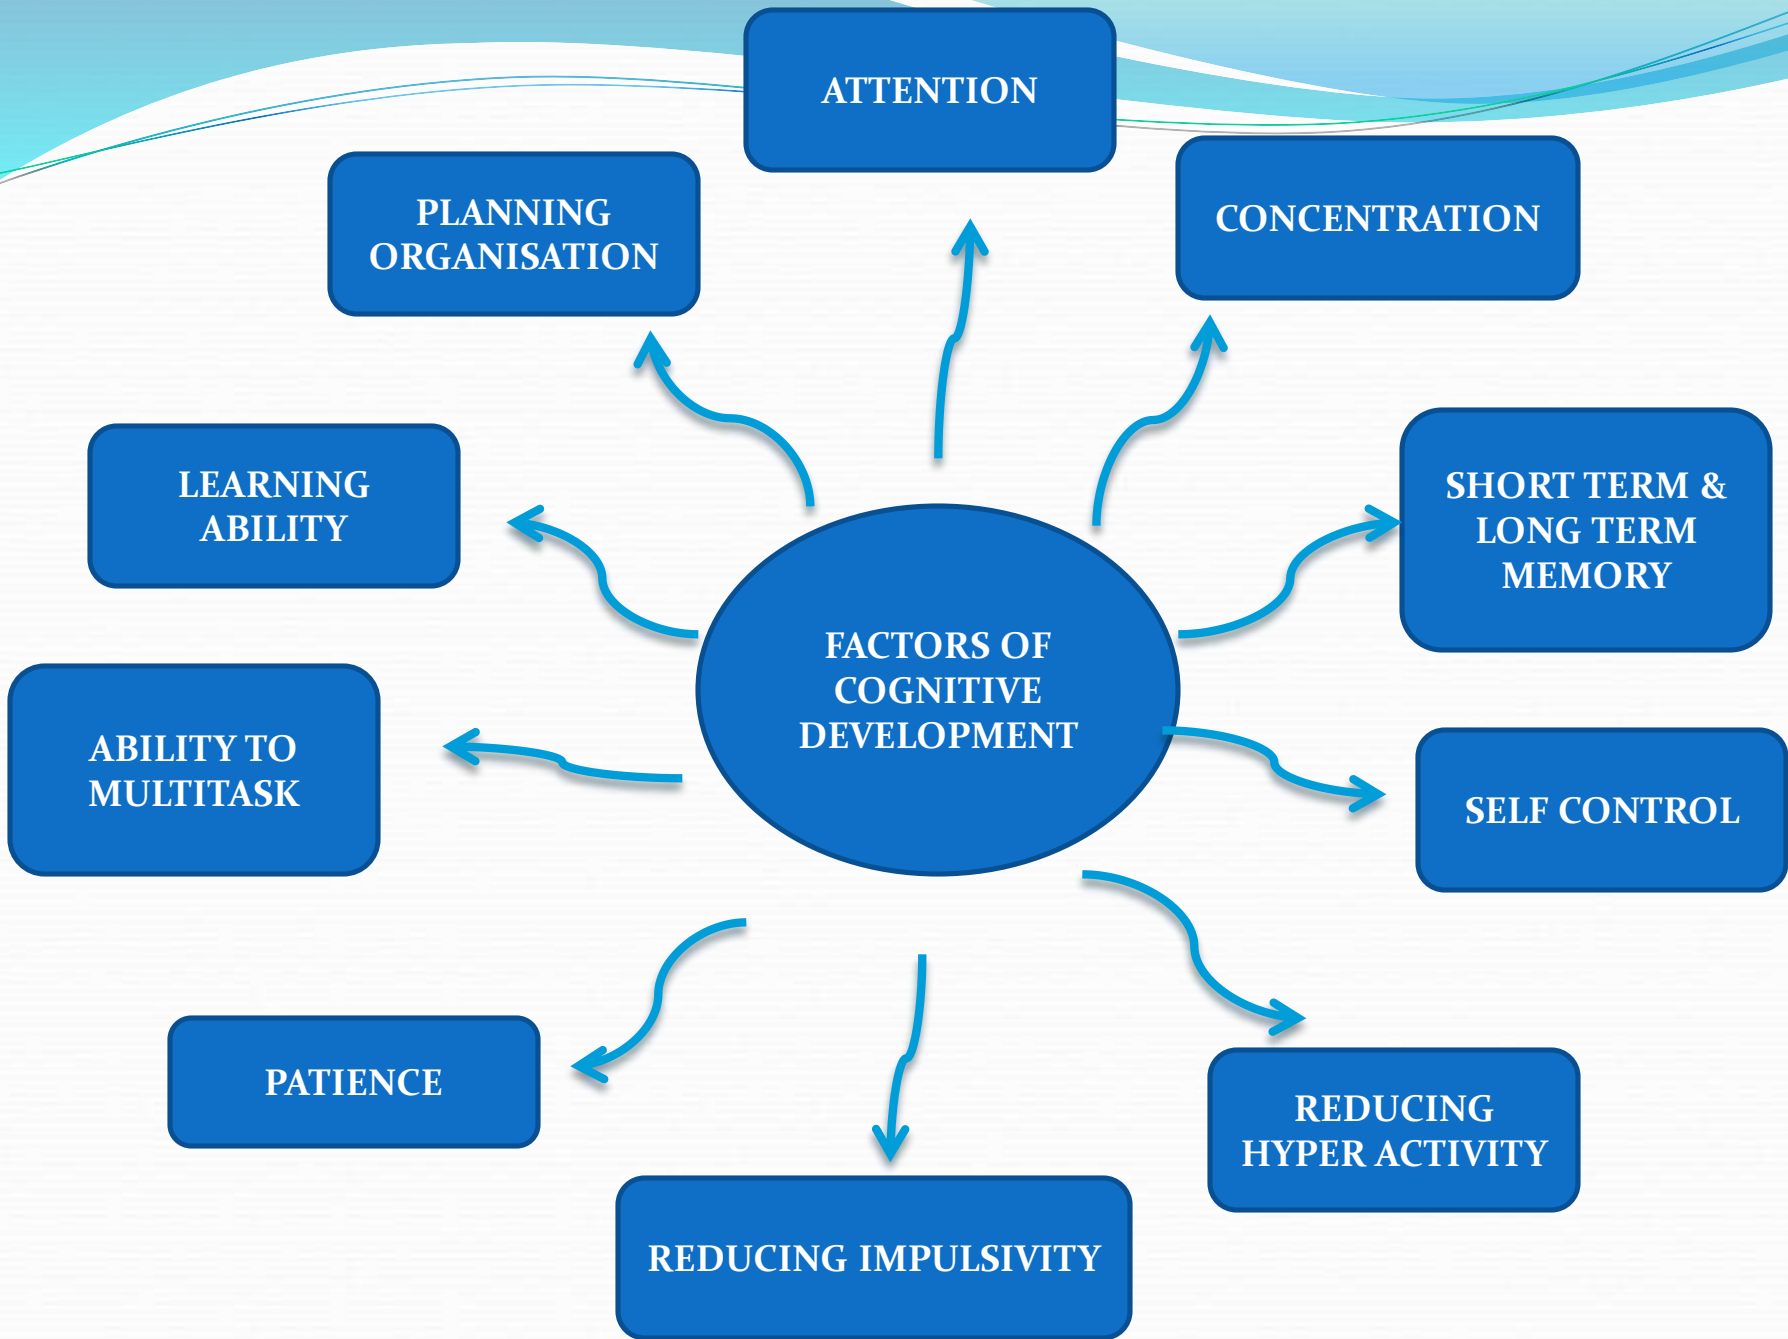 ATTENTION
PLANNING
ORGANISATION
CONCENTRATION
LEARNING
ABILITY
SHORT TERM &
LONG TERM
MEMORY
FACTORS OF
COGNITIVE
DEVELOPMENT
ABILITY TO
MULTITASK
SELF CONTROL
PATIENCE
REDUCING
HYPER ACTIVITY
REDUCING IMPULSIVITY